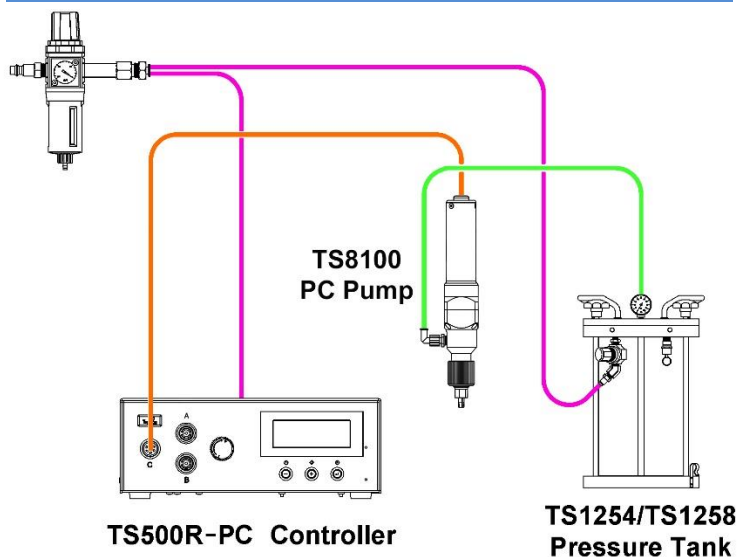 TS8100
PC Pump
A
C
B
TS500R-PC Controller
TS1254/TS1258
Pressure Tank